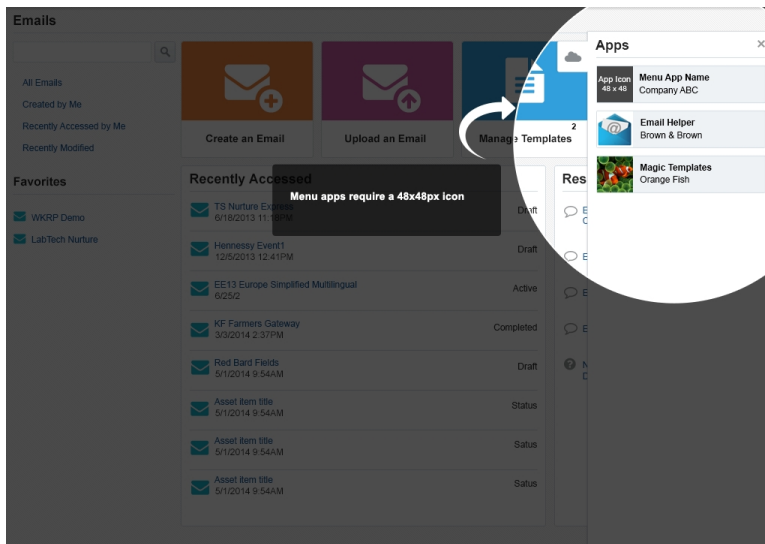 Emails
All Emails
Created by Me
Recently Accessed by Me
Recently Modified
Favorites
WKRP Demo
LabTech Nurture
Create an Email
Upload an Email
2
Manage Templates
Recently Accessed
TS Nurture Express
Draft
6/18/2013 11:18PM
Menu apps require a 48x48px icon
Hennessy Event1
Draft
12/5/2013 12:41PM
EE13 Europe Simplified Multilingual
Active
6/25/2
KF Farmers Gateway
Completed
3/3/2014 2:37PM
Red Bard Fields
Draft
5/1/2014 9:54AM
Asset item title
Status
5/1/2014 9:54AM
Asset item title
Satus
5/1/2014 9:54AM
Asset item title
Satus
5/1/2014 9:54AM
Res
E
C
E
E
E
N
D
Apps
App Icon
48 x 48
Menu App Name
Company ABC
Email Helper
Brown & Brown
Magic Templates
Orange Fish